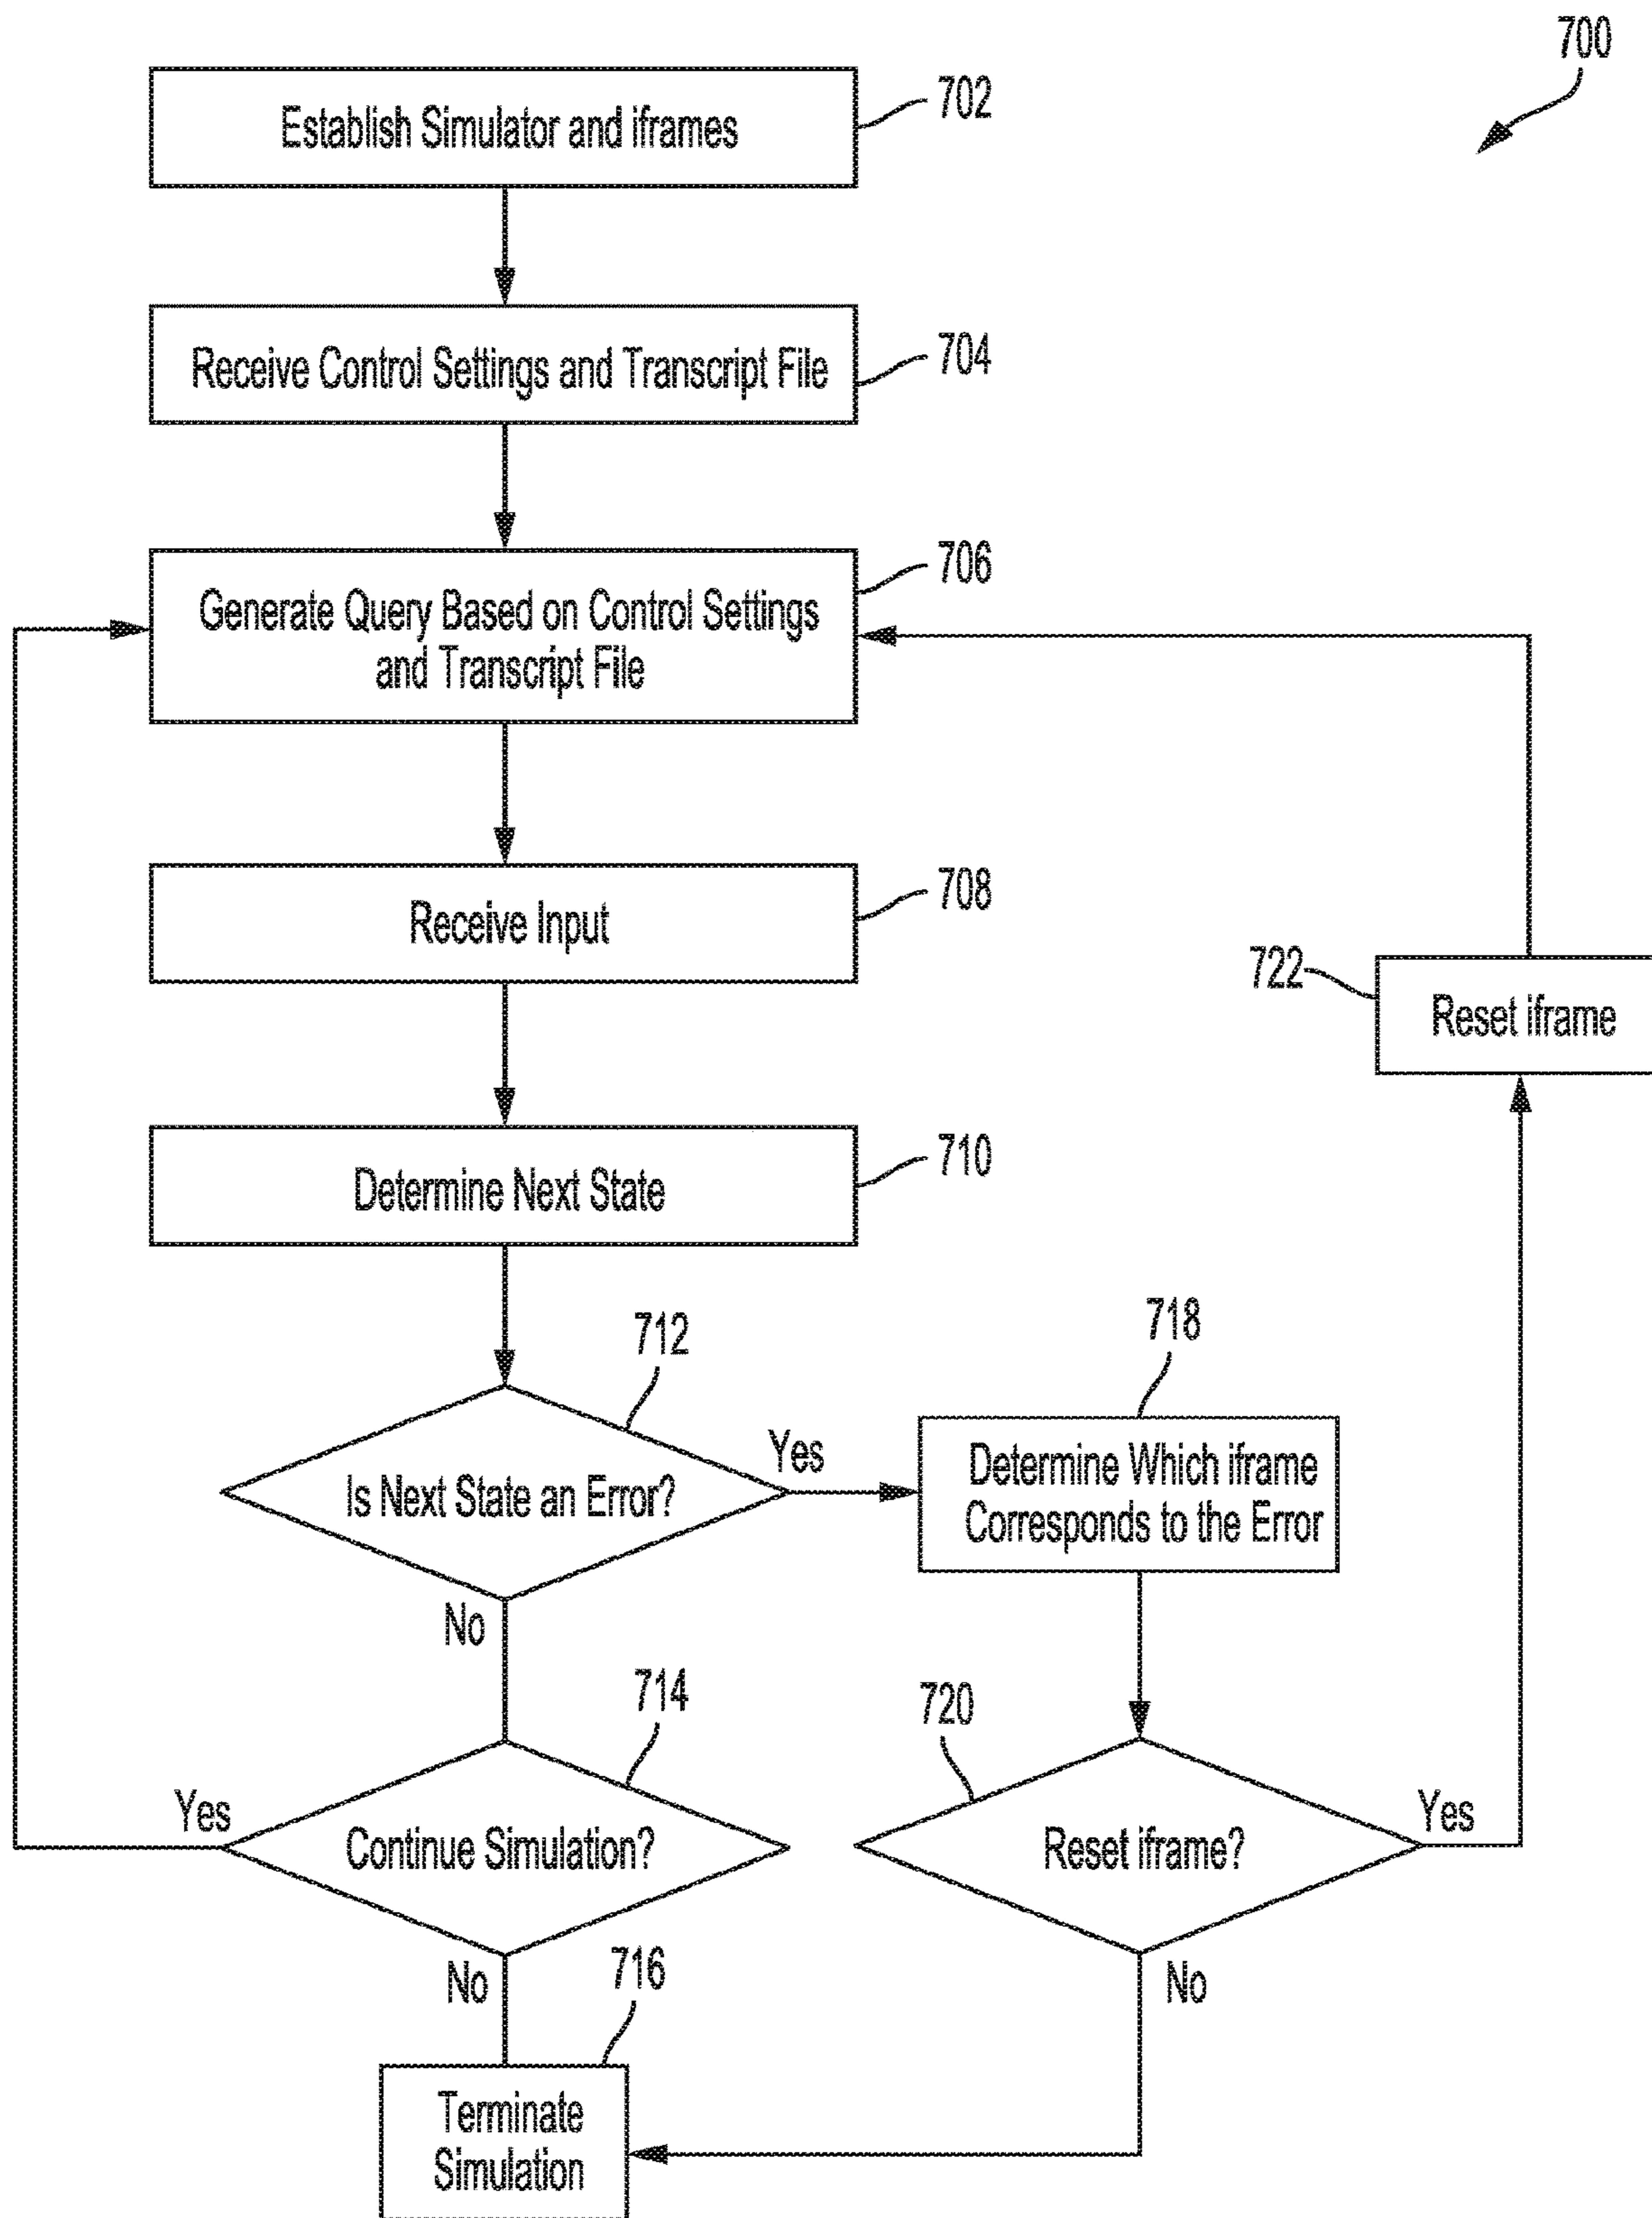 700
Establish Simulator and iframes
702
Receive Control Settings and Transcript File
704
706
Generate Query Based on Control Settings
and Transcript File
Receive Input
708
722
Reset iframe
Determine Next State
710
712
Is Next State an Error?
Yes
No
718
Determine Which iframe
Corresponds to the Error
714
Continue Simulation?
Yes
No
720
Reset iframe?
Yes
No
716
Terminate
Simulation